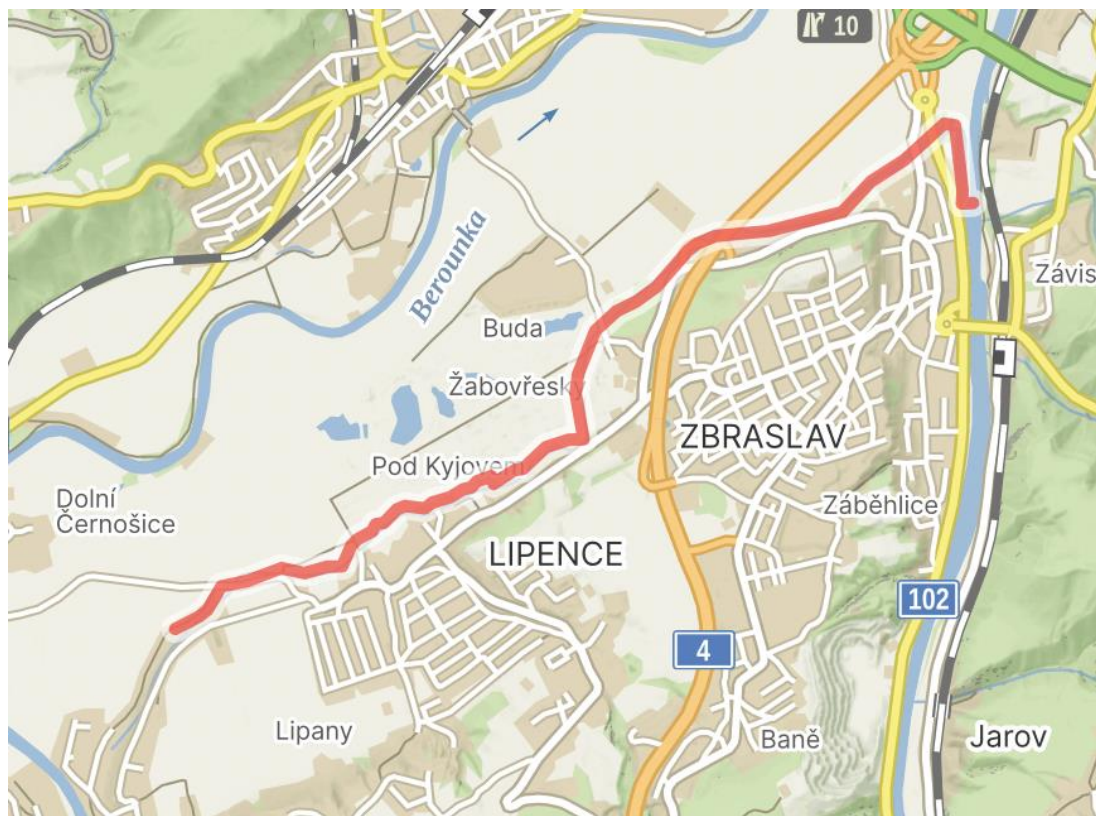 10
Berounka
Závis
Buda
Žabovřesky
ZBRASLAV
Pod Kyjovem
Dolní
Černošice
Záběhlice
LIPENCE
102
4
Lipany
Baně
Jarov